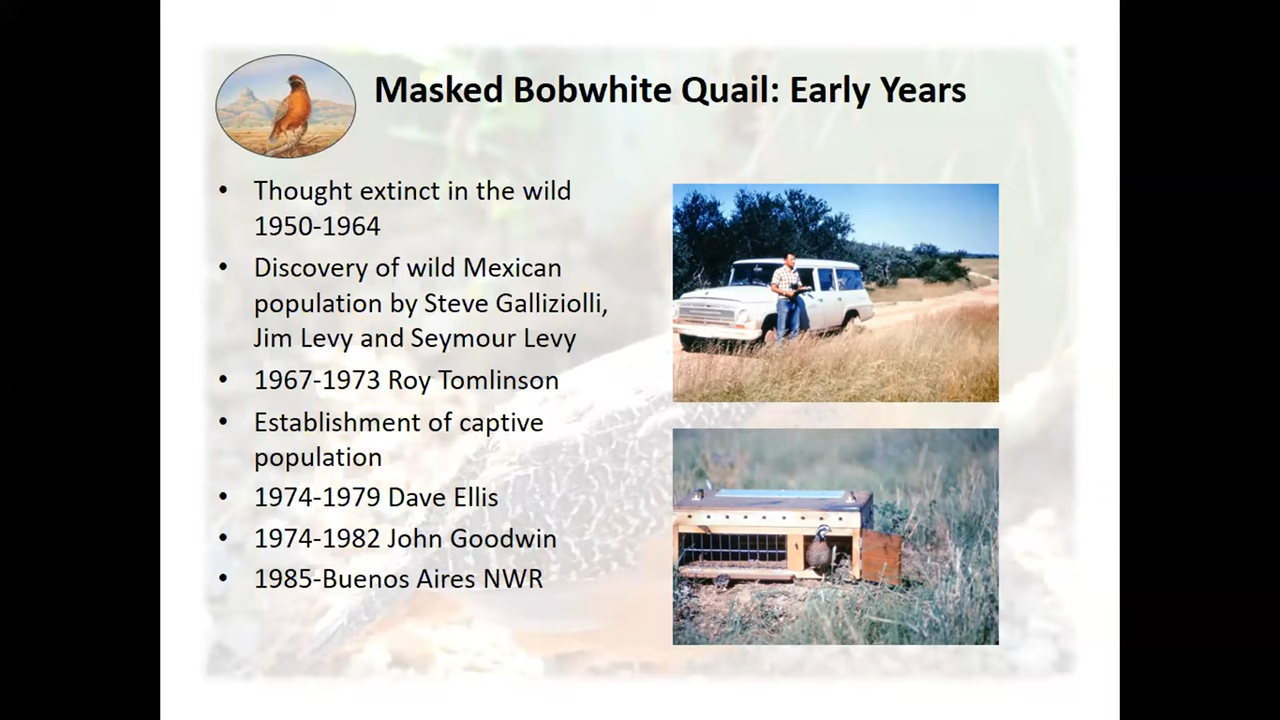 Masked Bobwhite Quail: Early Years
• Thought extinct in the wild
1950-1964
• Discovery of wild Mexican
population by Steve Galliziolli,
Jim Levy and Seymour Levy
• 1967-1973 Roy Tomlinson
• Establishment of captive
population
• 1974-1979 Dave Ellis
• 1974-1982 John Goodwin
• 1985-Buenos Aires NWR